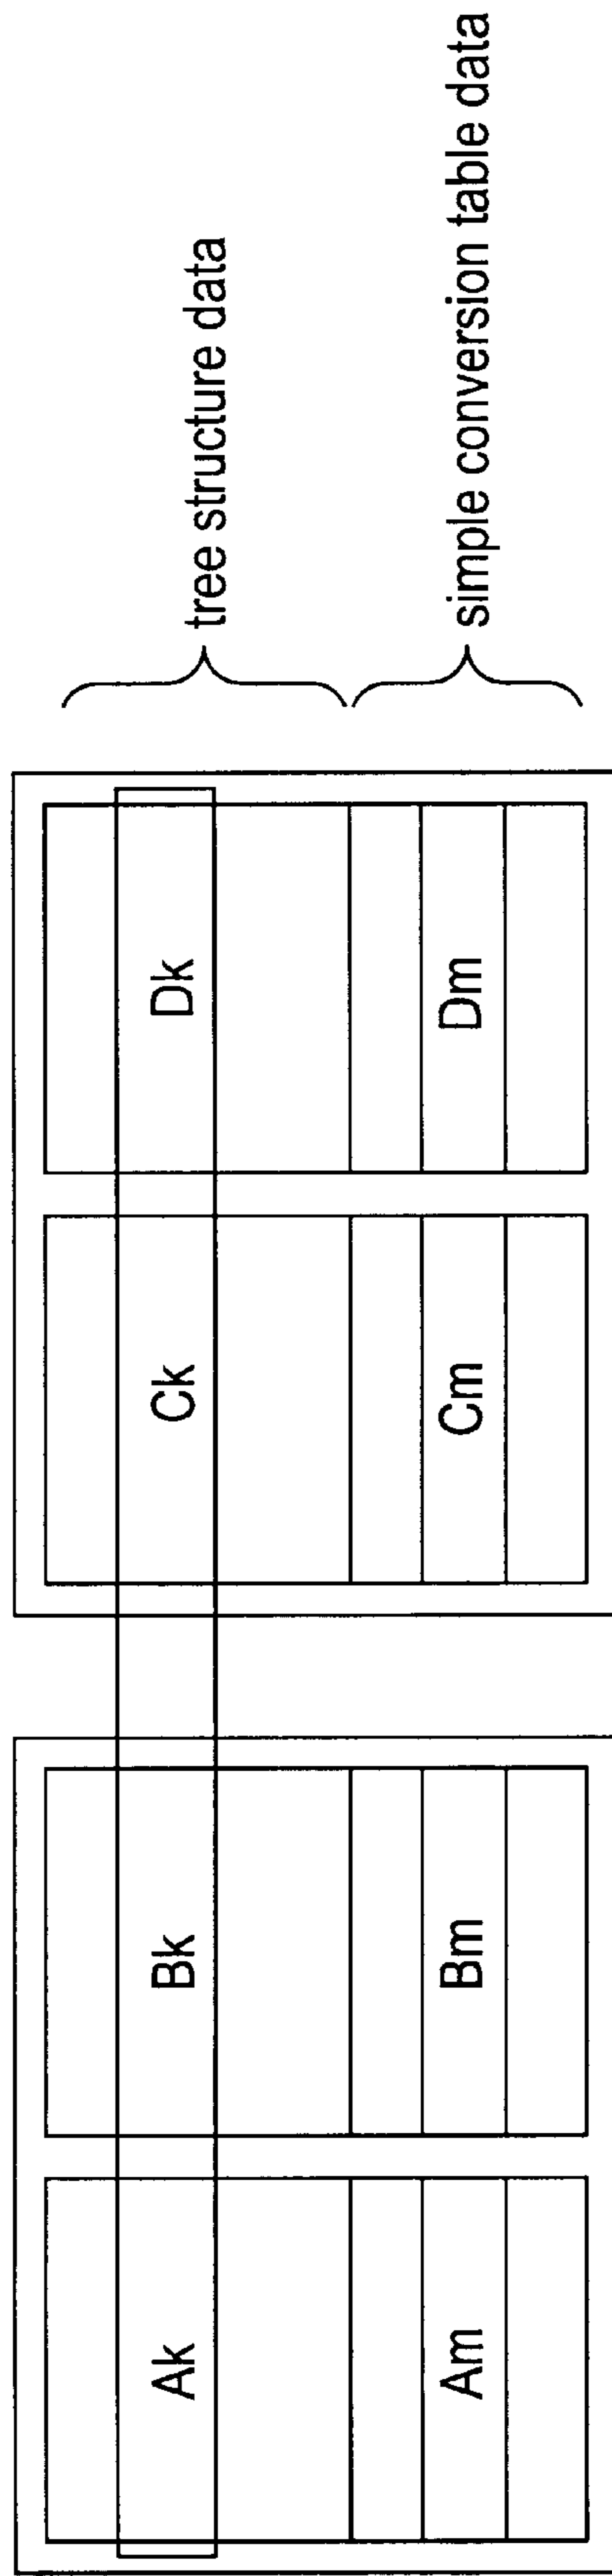 Ak Bk Ck Dk tree structure data
Am Bm Cm Dm simple conversion table data